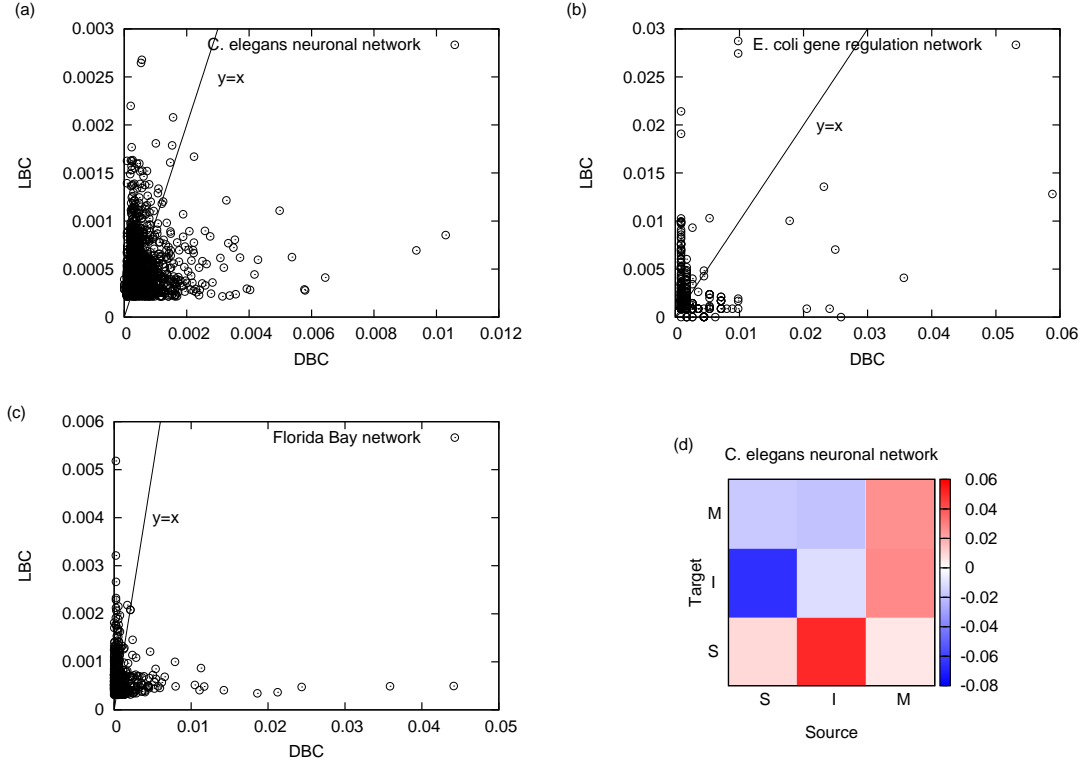 (a)
C. elegans neuronal network
y=x
0.003
0.0025
0.002
0.0015
0.001
0.0005
0
LBC
0 0.002 0.004 0.006 0.008 0.01 0.012
DBC
(b)
E. coli gene regulation network
y=x
0.03
0.025
0.02
0.015
0.01
0.005
0
LBC
0 0.01 0.02 0.03 0.04 0.05 0.06
DBC
(c)
Florida Bay network
y=x
0.006
0.005
0.004
0.003
0.002
0.001
0
LBC
0 0.01 0.02 0.03 0.04 0.05
DBC
(d)
C. elegans neuronal network
M
I
S
Target
S I M
Source
0.06
0.04
0.02
0
-0.02
-0.04
-0.06
-0.08